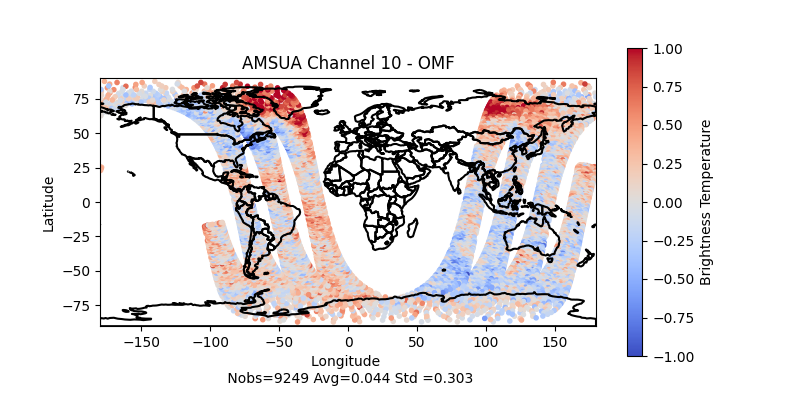 AMSUA Channel 10 - OMF
1.00
0.75
0.50
0.25
0.00
−0.25
−0.50
−0.75
−1.00
Brightness Temperature
75
50
25
0
−25
−50
−75
Latitude
−150 −100 −50 0 50 100 150
Longitude
Nobs=9249 Avg=0.044 Std =0.303